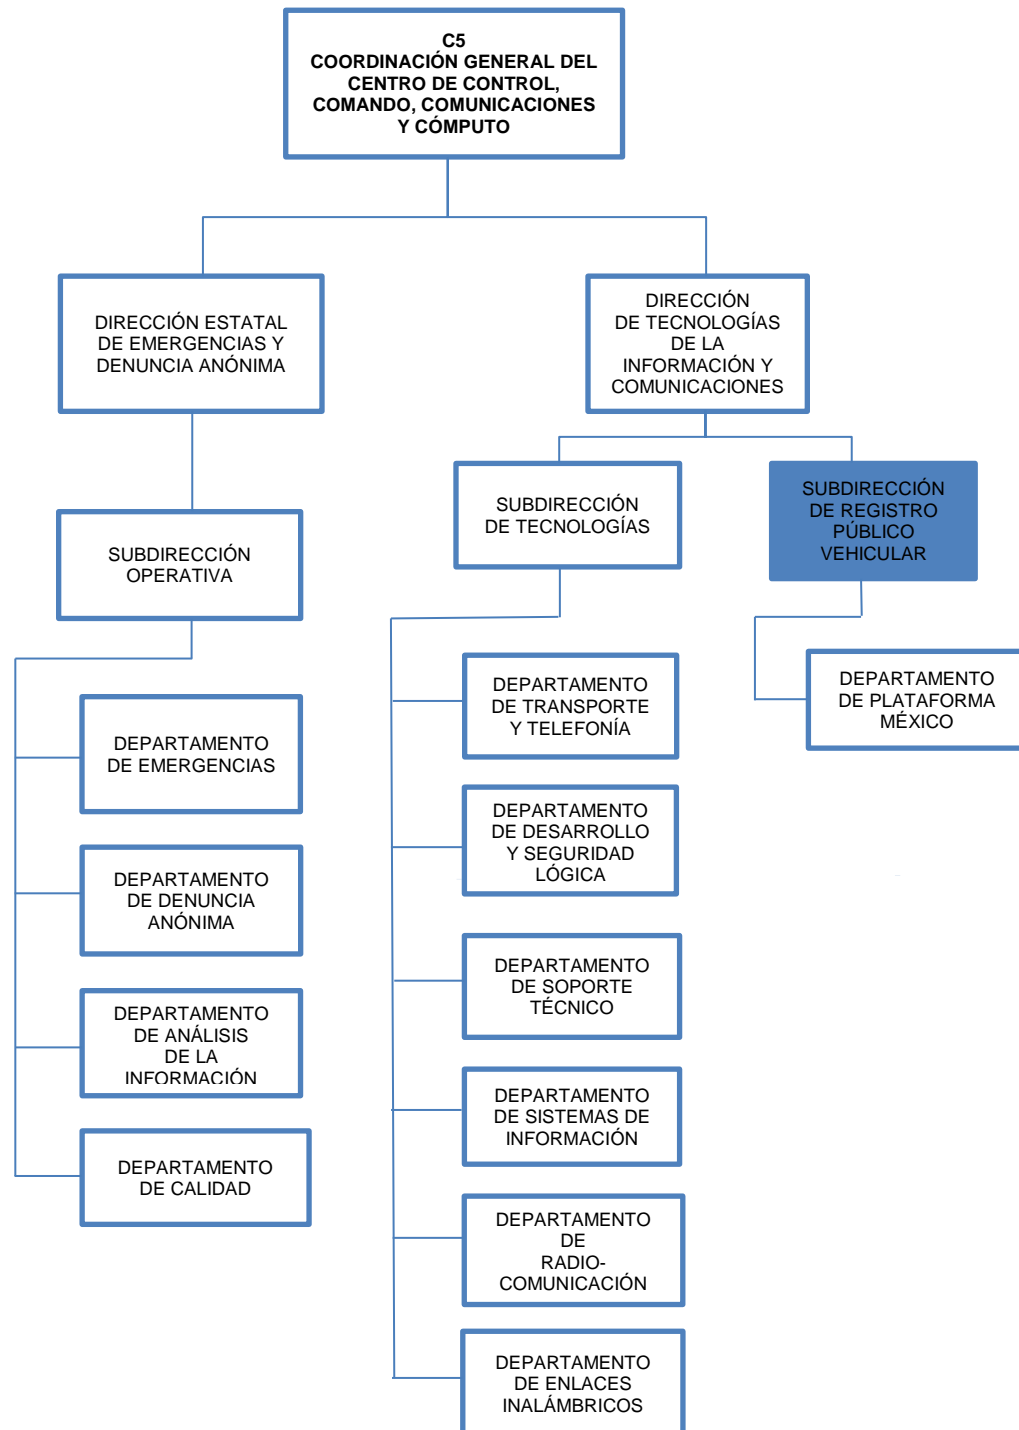 C5
COORDINACIÓN GENERAL DEL
CENTRO DE CONTROL,
COMANDO, COMUNICACIONES
Y CÓMPUTO
DIRECCIÓN ESTATAL
DE EMERGENCIAS Y
DENUNCIA ANÓNIMA
DIRECCIÓN
DE TECNOLOGÍAS
DE LA
INFORMACIÓN Y
COMUNICACIONES
SUBDIRECCIÓN
OPERATIVA
SUBDIRECCIÓN
DE TECNOLOGÍAS
SUBDIRECCIÓN
DE REGISTRO
PÚBLICO
VEHICULAR
DEPARTAMENTO
DE EMERGENCIAS
DEPARTAMENTO
DE DENUNCIA
ANÓNIMA
DEPARTAMENTO
DE ANÁLISIS
DE LA
INFORMACIÓN
DEPARTAMENTO
DE CALIDAD
DEPARTAMENTO
DE TRANSPORTE
Y TELEFONÍA
DEPARTAMENTO
DE DESARROLLO
Y SEGURIDAD
LÓGICA
DEPARTAMENTO
DE SOPORTE
TÉCNICO
DEPARTAMENTO
DE SISTEMAS DE
INFORMACIÓN
DEPARTAMENTO
DE
RADIO-
COMUNICACIÓN
DEPARTAMENTO
DE ENLACES
INALÁMBRICOS
DEPARTAMENTO
DE PLATAFORMA
MÉXICO